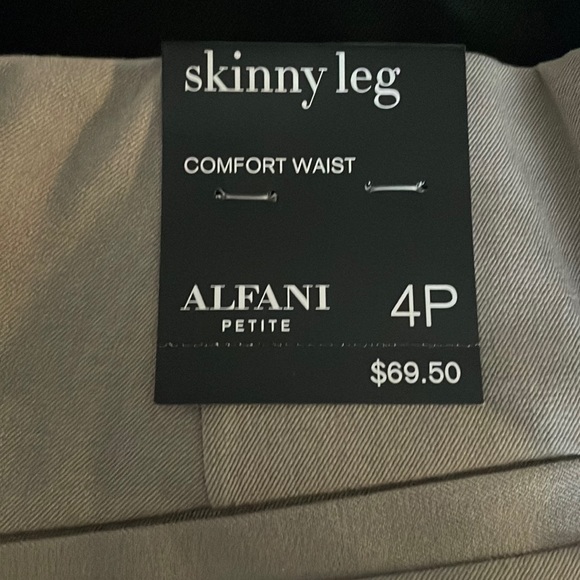 skinny leg
COMFORT WAIST
ALFANI
PETITE
4P
$69.50